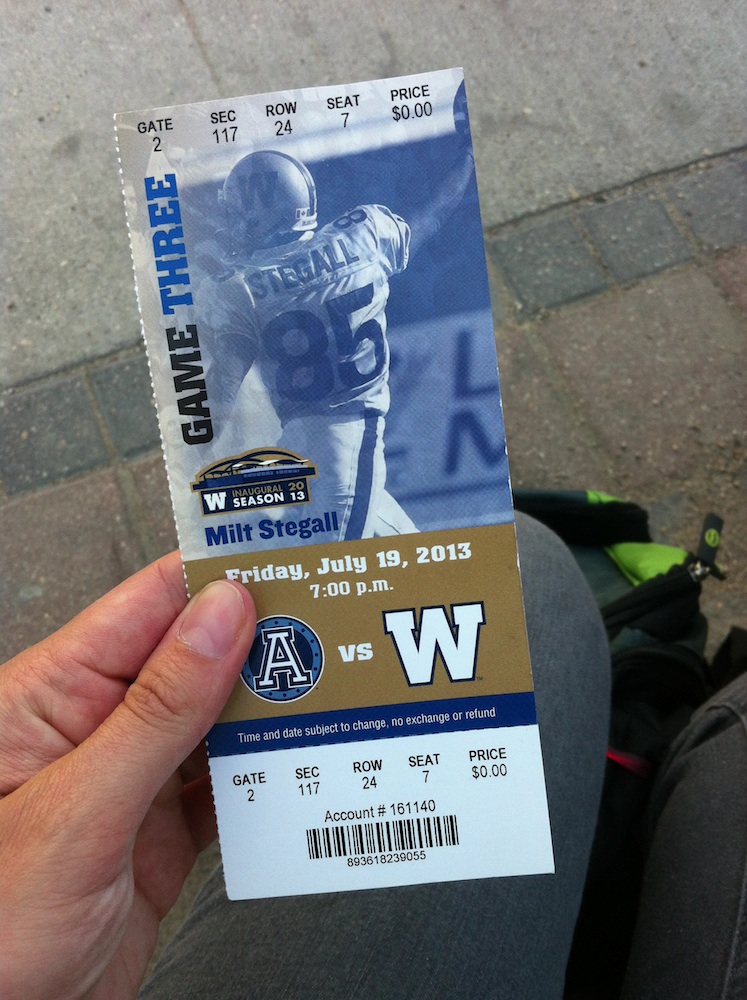 GATE SEC ROW SEAT PRICE
2 117 24 7 $0.00
GAME THREE
W
STEGALL
85
85
W INAUGURAL 20
SEASON 13
Milt Stegall
Friday, July 19, 2013
7:00 p.m.
A vs W
Time and date subject to change, no exchange or refund
GATE SEC ROW SEAT PRICE
2 117 24 7 $0.00
Account # 161140
893618239055